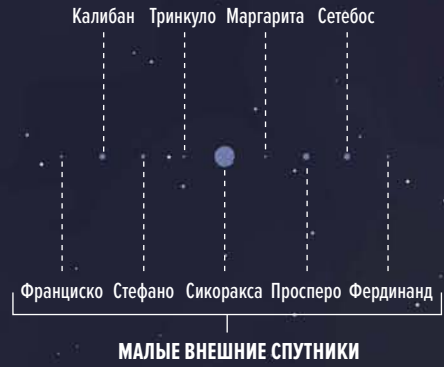 Калибан Тринкуло Маргарита Сетебос
Франциско Стефано Сикоракса Просперо Фердинанд
МАЛЫЕ ВНЕШНИЕ СПУТНИКИ